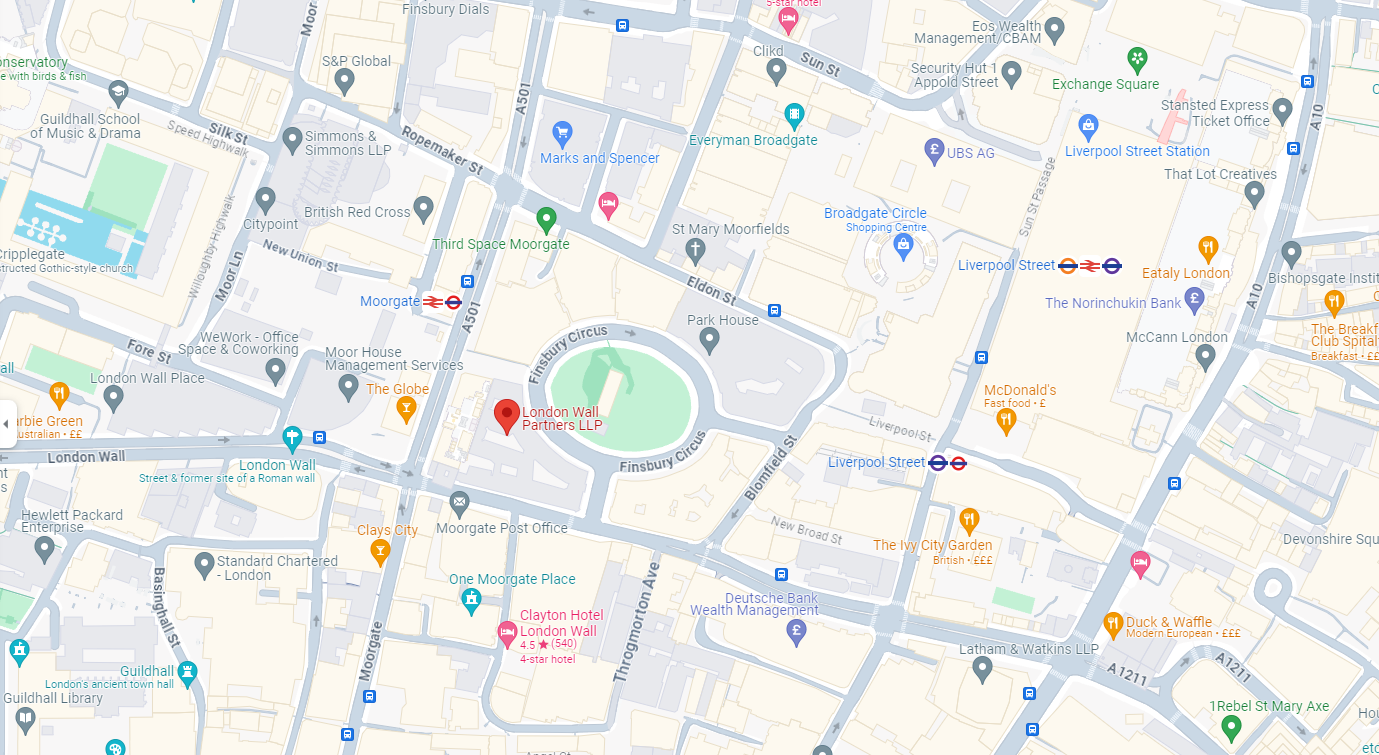 Finsbury Dials
5-star hotel
Moor
Eos Wealth
Management/CBAM
Clikd
Sun St
S&P Global
onservatory
e with birds & fish
Security Hut 1
Appold Street
Exchange Square
A501
Stansted Express
Ticket Office
A10
Guildhall School
of Music & Drama
Silk St
Speed Highwalk
Simmons &
Simmons LLP
Ropemaker St
Everyman Broadgate
Marks and Spencer
UBS AG
Liverpool Street Station
That Lot Creatives
Sun St Passage
Citypoint
British Red Cross
Willoughby Highwalk
Broadgate Circle
Shopping Centre
St Mary Moorfields
Third Space Moorgate
Cripplegate
structed Gothic-style church
New Union St
Moor Ln
Liverpool Street
Eataly London
Bishopsgate Instit
Eldon St
A10
Moorgate
A501
The Norinchukin Bank
Park House
Finsbury Circus
The Breakf
Club Spital
Breakfast • ££
WeWork - Office
Space & Coworking
Fore St
McCann London
Moor House
Management Services
all
London Wall Place
The Globe
McDonald's
Fast food • £
London Wall
Partners LLP
arbie Green
ustralian • ££
Liverpool St
Finsbury Circus
Blomfield St
London Wall
London Wall
Street & former site of a Roman wall
Liverpool Street
nt
s
Hewlett Packard
Enterprise
Moorgate Post Office
Clays City
New Broad St
The Ivy City Garden
British • £££
Devonshire Squ
Standard Chartered
- London
Basinghall St
One Moorgate Place
Throgmorton Ave
Deutsche Bank
Wealth Management
Clayton Hotel
London Wall
4.5 ★ (540)
4-star hotel
Duck & Waffle
Modern European • £££
Moorgate
Latham & Watkins LLP
A1211
A1211
Guildhall
London's ancient town hall
Guildhall Library
1Rebel St Mary Axe
Hou
etc
Angel St